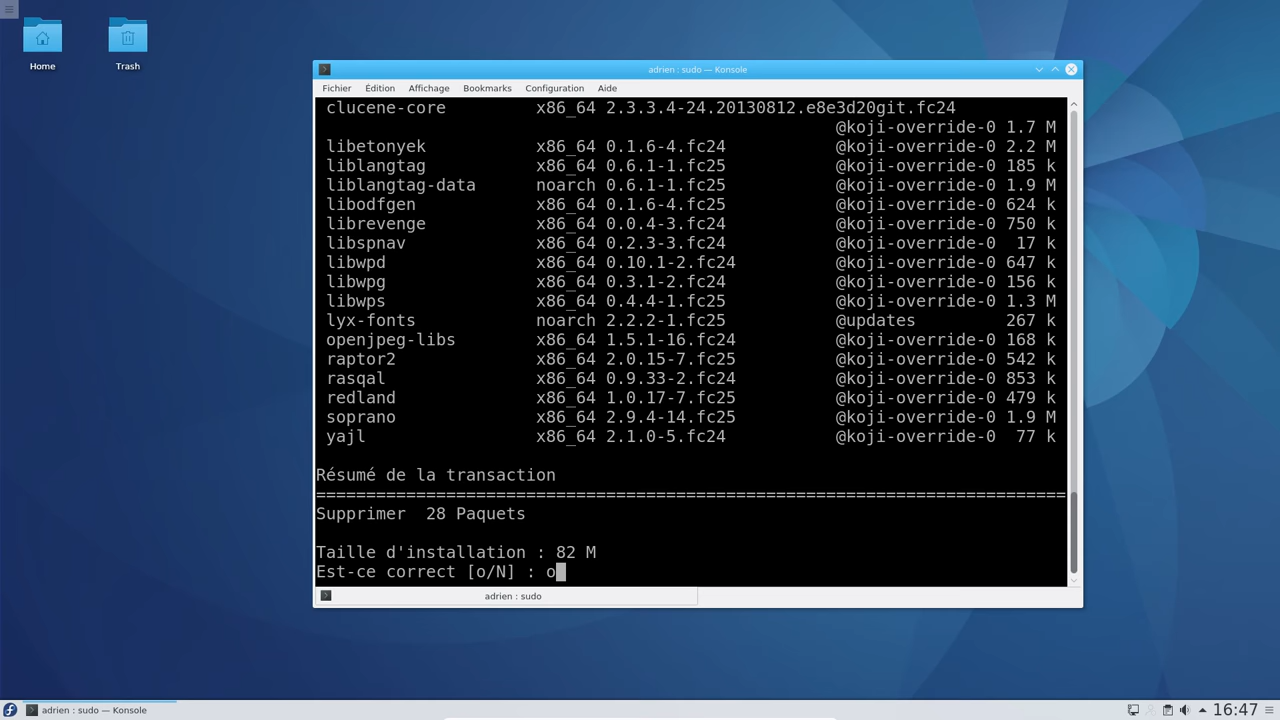 Home
Trash
adrien : sudo — Konsole
Fichier Édition Affichage Bookmarks Configuration Aide
clucene-core x86_64 2.3.3.4-24.20130812.e8e3d20git.fc24
@koji-override-0 1.7 M
libetonyek x86_64 0.1.6-4.fc24 @koji-override-0 2.2 M
liblangtag x86_64 0.6.1-1.fc25 @koji-override-0 185 k
liblangtag-data noarch 0.6.1-1.fc25 @koji-override-0 1.9 M
libodfgen x86_64 0.1.6-4.fc25 @koji-override-0 624 k
librevenge x86_64 0.0.4-3.fc24 @koji-override-0 750 k
libspnav x86_64 0.2.3-3.fc24 @koji-override-0 17 k
libwpd x86_64 0.10.1-2.fc24 @koji-override-0 647 k
libwpg x86_64 0.3.1-2.fc24 @koji-override-0 156 k
libwps x86_64 0.4.4-1.fc25 @koji-override-0 1.3 M
lyx-fonts noarch 2.2.2-1.fc25 @updates 267 k
openjpeg-libs x86_64 1.5.1-16.fc24 @koji-override-0 168 k
raptor2 x86_64 2.0.15-7.fc25 @koji-override-0 542 k
rasqal x86_64 0.9.33-2.fc24 @koji-override-0 853 k
redland x86_64 1.0.17-7.fc25 @koji-override-0 479 k
soprano x86_64 2.9.4-14.fc25 @koji-override-0 1.9 M
yajl x86_64 2.1.0-5.fc24 @koji-override-0 77 k
Résumé de la transaction
===========================================================================
Supprimer 28 Paquets
Taille d'installation : 82 M
Est-ce correct [o/N] : o
adrien : sudo
adrien : sudo — Konsole
16:47